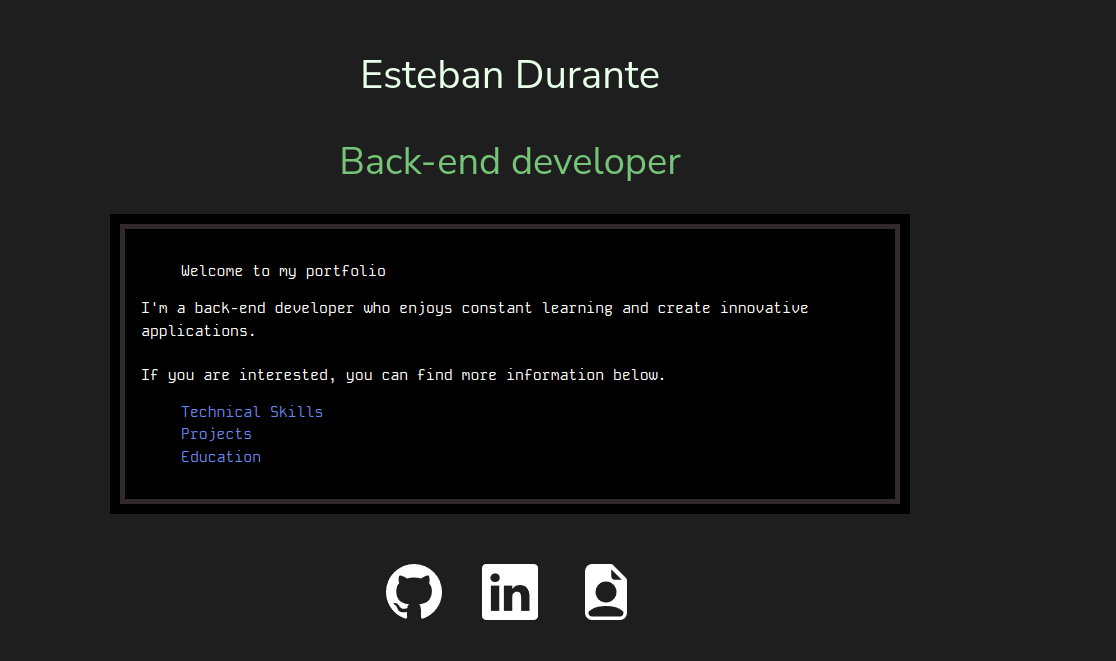 Esteban Durante
Back-end developer
Welcome to my portfolio
I'm a back-end developer who enjoys constant learning and create innovative
applications.
If you are interested, you can find more information below.
Technical Skills
Projects
Education
in